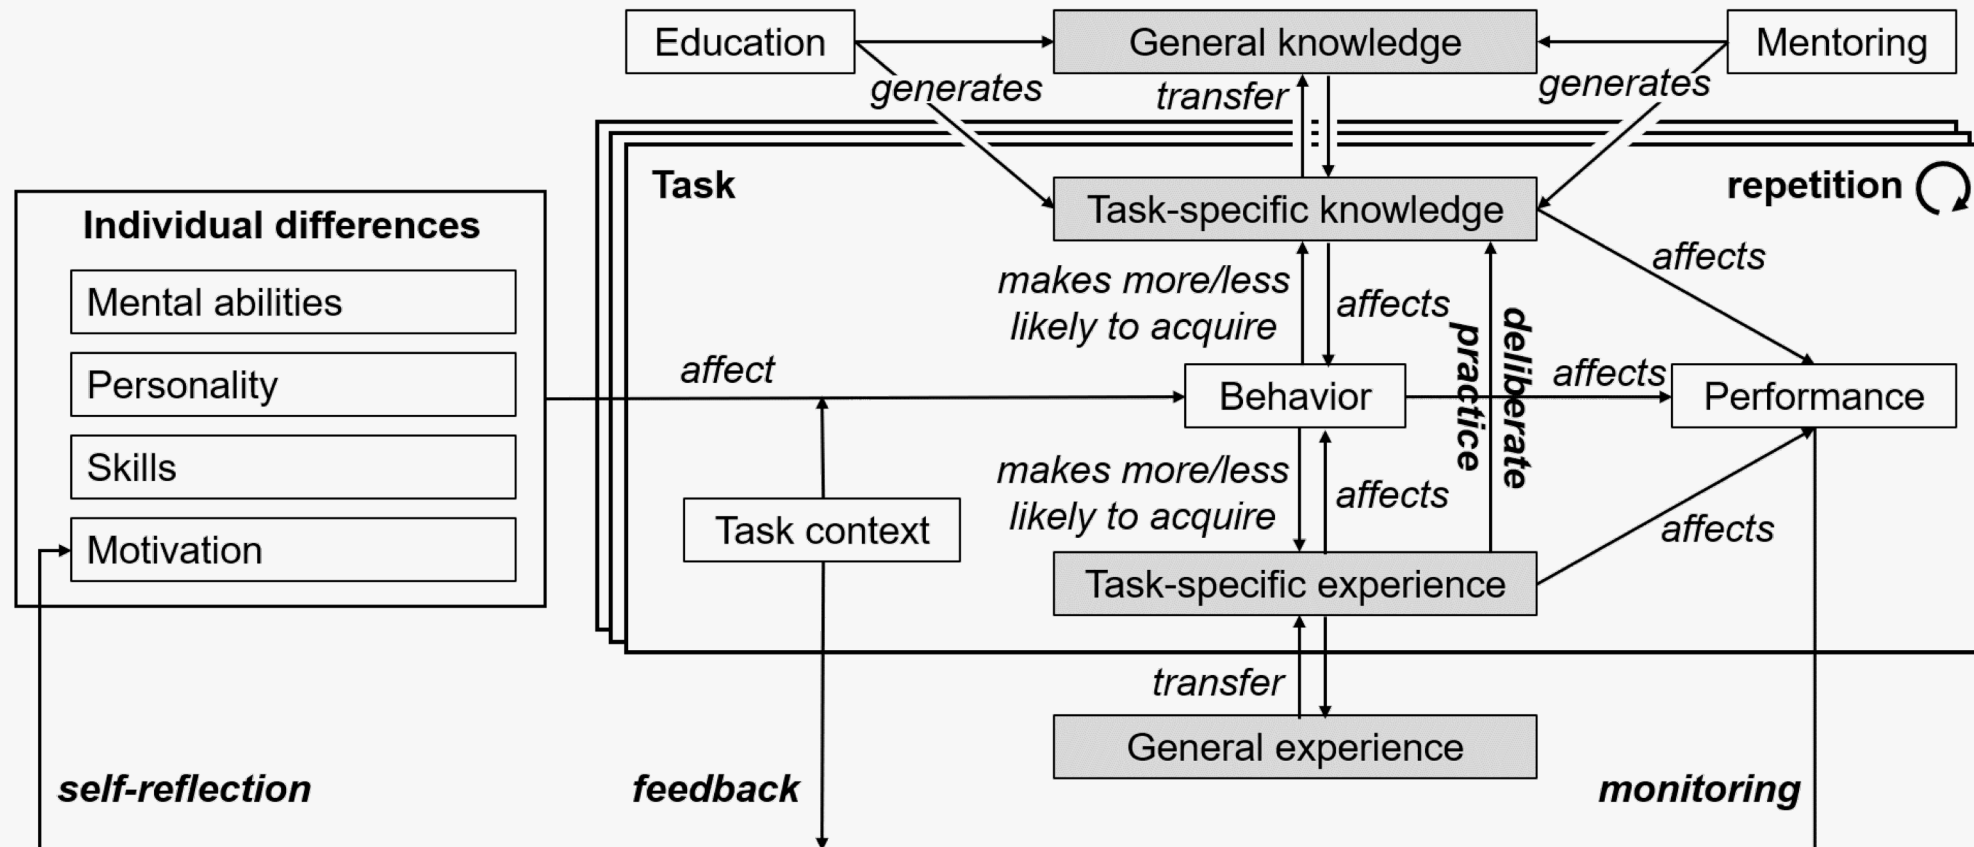 Education
General knowledge
Mentoring
generates
transfer
generates
Task
repetition
Individual differences
Task-specific knowledge
Mental abilities
makes more/less
likely to acquire
affects
affects
Personality
affect
Behavior
deliberate
practice
affects
Performance
Skills
makes more/less
likely to acquire
affects
Task context
affects
Motivation
Task-specific experience
transfer
General experience
self-reflection
feedback
monitoring